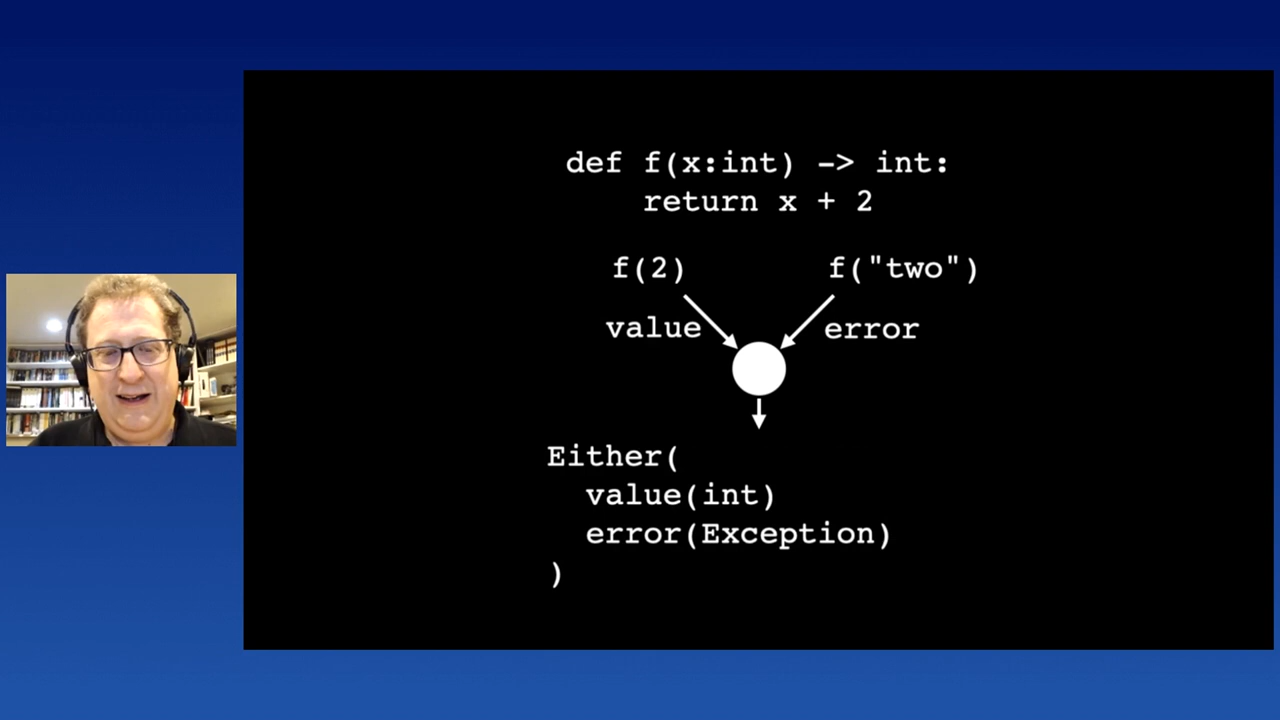 def f(x:int) -> int:
    return x + 2
f(2)
f("two")
value
error
Either(
  value(int)
  error(Exception)
)